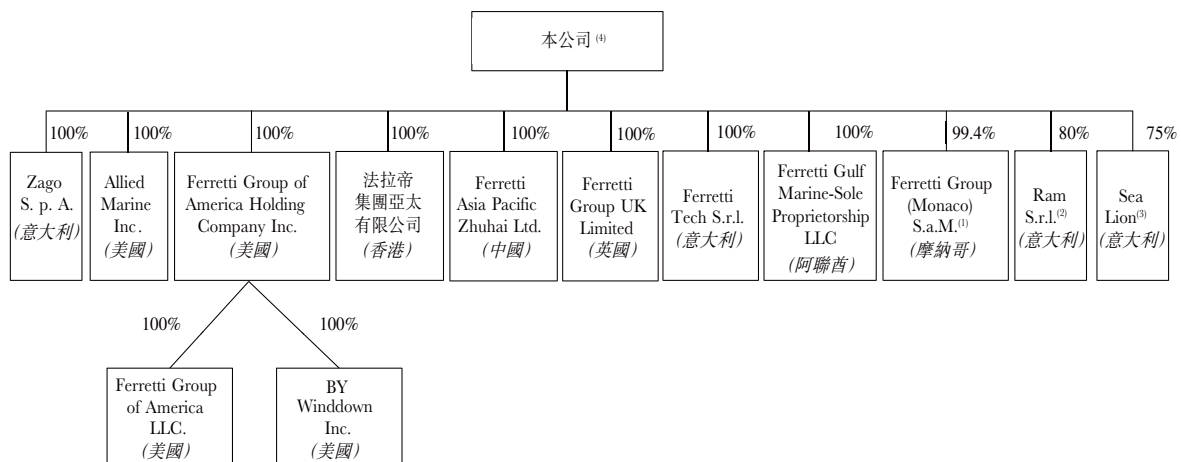 本公司(4)
100%
100%
100%
100%
100%
100%
100%
100%
99.4%
80%
75%
Zago
S. p. A.
(意大利)
Allied
Marine
Inc.
(美國)
Ferretti Group of
America Holding
Company Inc.
(美國)
法拉帝
集團亞太
有限公司
(香港)
Ferretti
Asia Pacific
Zhuhai Ltd.
(中國)
Ferretti
Group UK
Limited
(英國)
Ferretti
Tech S.r.l.
(意大利)
Ferretti Gulf
Marine-Sole
Proprietorship
LLC
(阿聯酋)
Ferretti Group
(Monaco)
S.a.M.(1)
(摩納哥)
Ram
S.r.l.(2)
(意大利)
Sea
Lion(3)
(意大利)
100%
100%
Ferretti Group
of America
LLC.
(美國)
BY
Winddown
Inc.
(美國)